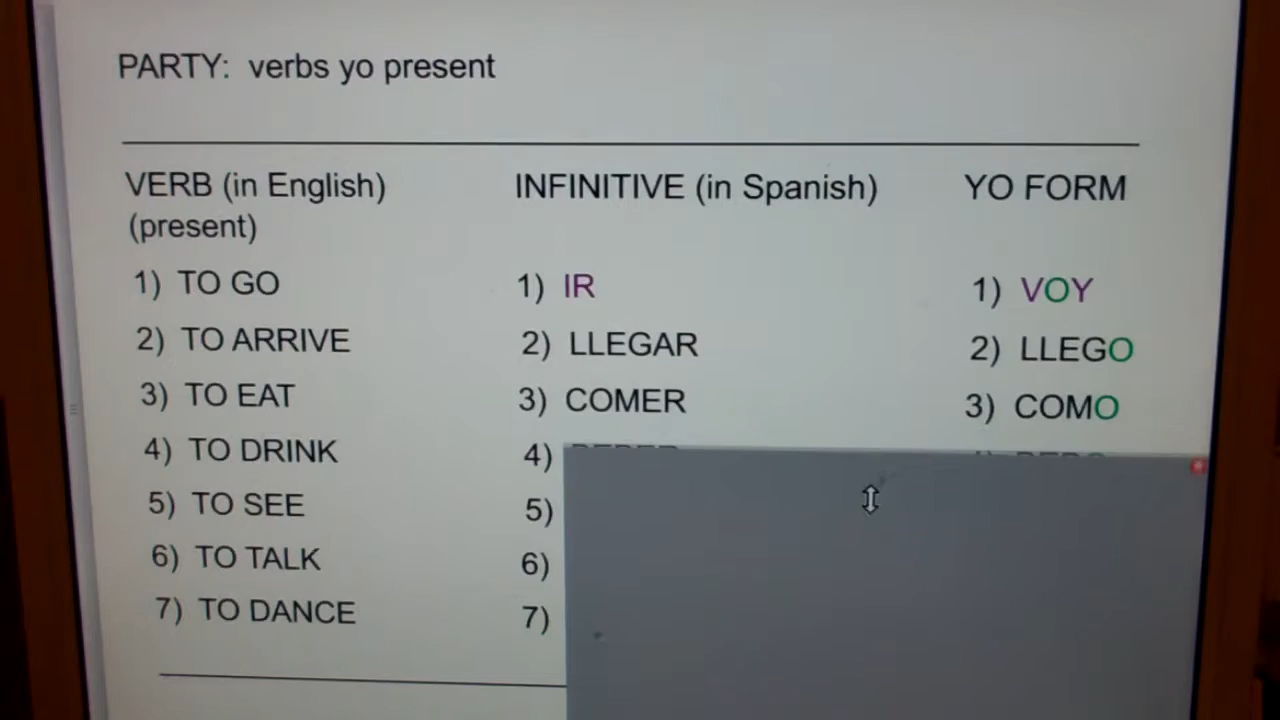 PARTY: verbs yo present
VERB (in English) INFINITIVE (in Spanish) YO FORM
(present)
1) TO GO 1) IR 1) VOY
2) TO ARRIVE 2) LLEGAR 2) LLEGO
3) TO EAT 3) COMER 3) COMO
4) TO DRINK 4)
5) TO SEE 5)
6) TO TALK 6)
7) TO DANCE 7)